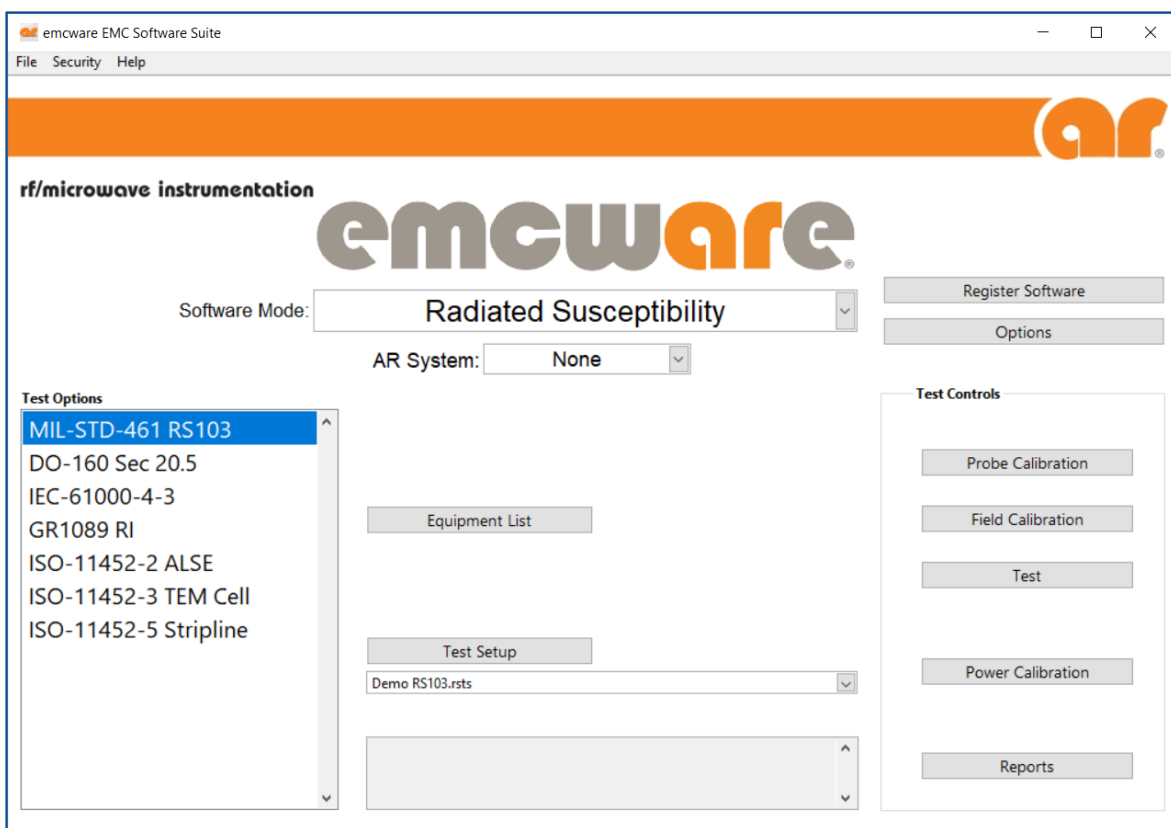 emcware EMC Software Suite
File Security Help
ar®
rf/microwave instrumentation
emcware®
Register Software
Software Mode: Radiated Susceptibility
Options
AR System: None
Test Options
MIL-STD-461 RS103
DO-160 Sec 20.5
IEC-61000-4-3
GR1089 RI
ISO-11452-2 ALSE
ISO-11452-3 TEM Cell
ISO-11452-5 Stripline
Equipment List
Test Setup
Demo RS103.rsts
Test Controls
Probe Calibration
Field Calibration
Test
Power Calibration
Reports